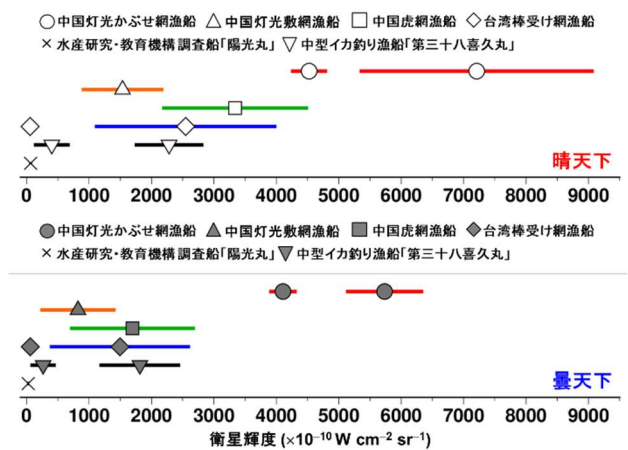 中国灯光かぶせ網漁船 中国灯光敷網漁船 中国虎網漁船 台湾棒受け網漁船
水産研究・教育機構調査船「陽光丸」 中型イカ釣り漁船「第三十八喜久丸」
晴天下
0 1000 2000 3000 4000 5000 6000 7000 8000 9000
中国灯光かぶせ網漁船 中国灯光敷網漁船 中国虎網漁船 台湾棒受け網漁船
水産研究・教育機構調査船「陽光丸」 中型イカ釣り漁船「第三十八喜久丸」
曇天下
0 1000 2000 3000 4000 5000 6000 7000 8000 9000
衛星輝度 (×10⁻¹⁰ W cm⁻² sr⁻¹)